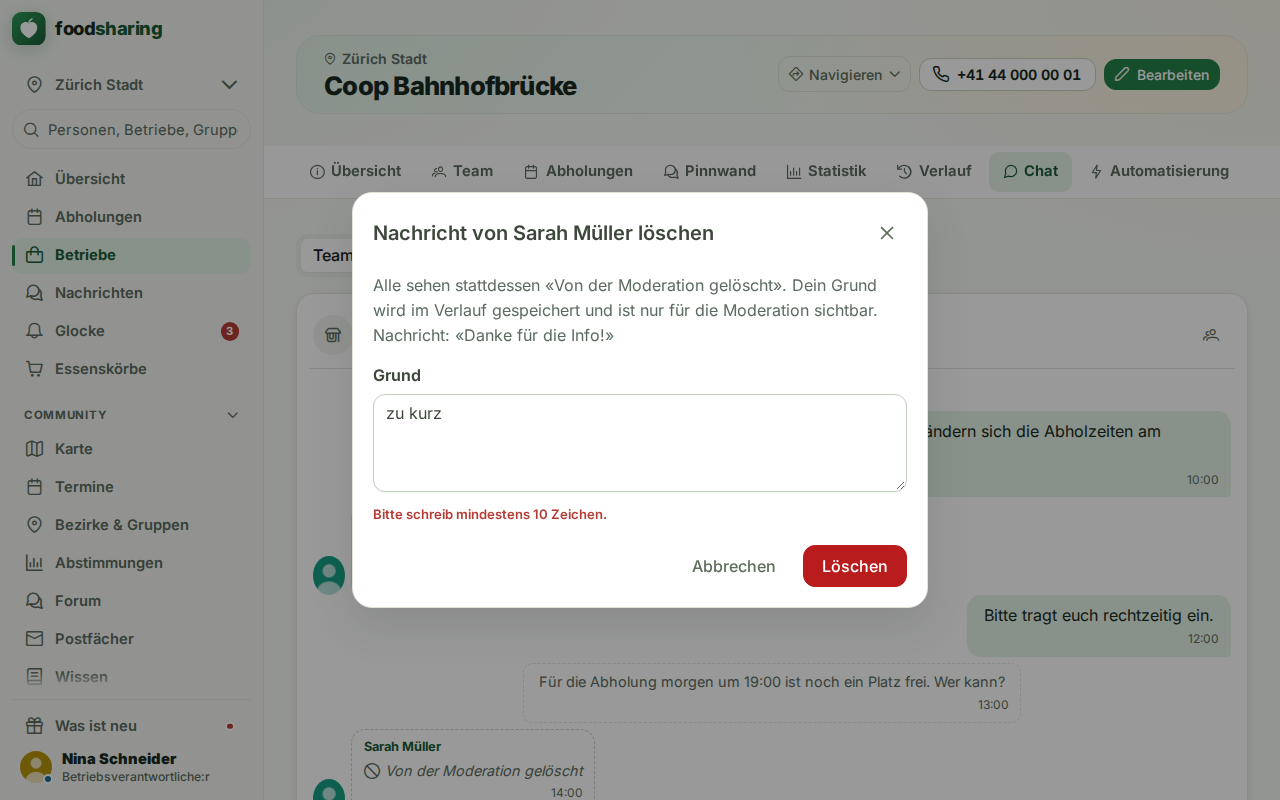 foodsharing
Zürich Stadt
Personen, Betriebe, Grupp
Übersicht
Abholungen
Betriebe
Nachrichten
Glocke
3
Essenskörbe
COMMUNITY
Karte
Termine
Bezirke & Gruppen
Abstimmungen
Forum
Postfächer
Wissen
Was ist neu
Nina Schneider
Betriebsverantwortliche:r
Zürich Stadt
Coop Bahnhofbrücke
Navigieren
+41 44 000 00 01
Bearbeiten
Übersicht
Team
Abholungen
Pinnwand
Statistik
Verlauf
Chat
Automatisierung
Team
Nachricht von Sarah Müller löschen
Alle sehen stattdessen «Von der Moderation gelöscht». Dein Grund
wird im Verlauf gespeichert und ist nur für die Moderation sichtbar.
Nachricht: «Danke für die Info!»
Grund
zu kurz
Bitte schreib mindestens 10 Zeichen.
Abbrechen
Löschen
ändern sich die Abholzeiten am
10:00
Bitte tragt euch rechtzeitig ein.
12:00
Für die Abholung morgen um 19:00 ist noch ein Platz frei. Wer kann?
13:00
Sarah Müller
Von der Moderation gelöscht
14:00